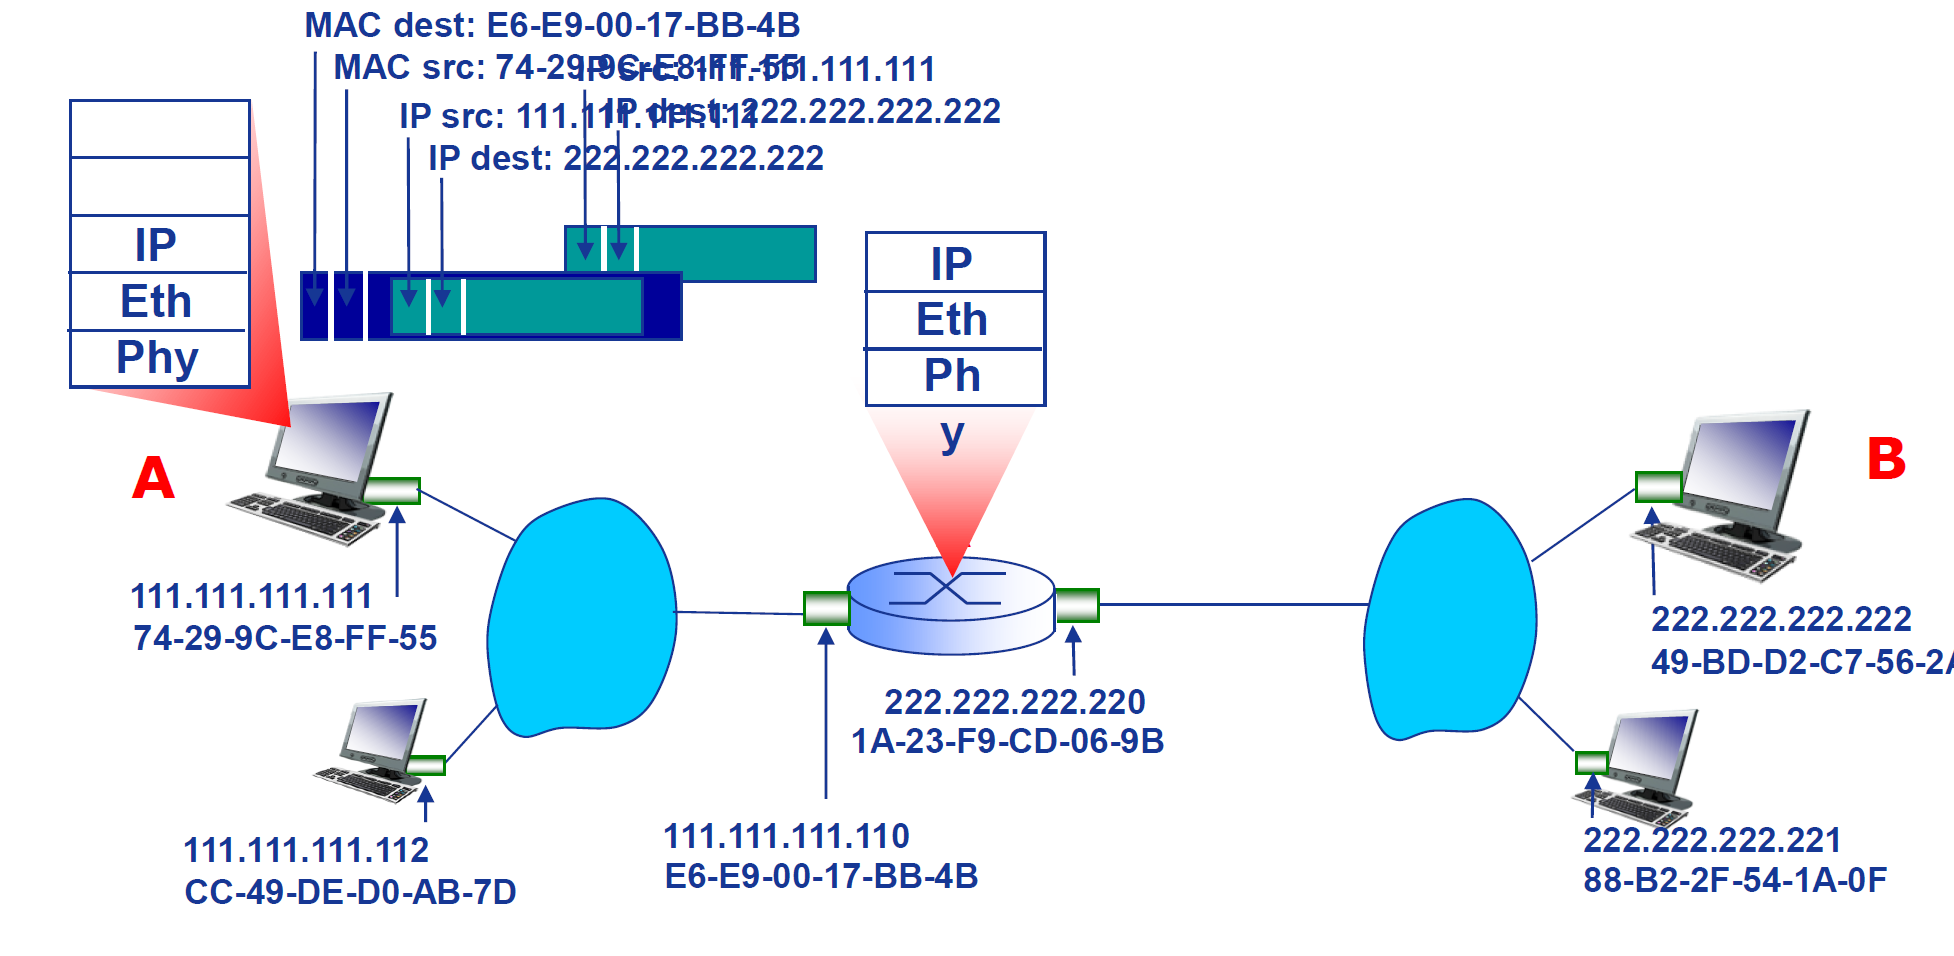 MAC dest: E6-E9-00-17-BB-4B
MAC src: 74-29-9C-E8-FF-55
IP src: 111.111.111.111
IP dest: 222.222.222.222
IP src: 111.111.111.111
IP dest: 222.222.222.222
IP
Eth
Phy
IP
Eth
Ph
y
A
B
111.111.111.111
74-29-9C-E8-FF-55
222.222.222.222
49-BD-D2-C7-56-2A
222.222.222.220
1A-23-F9-CD-06-9B
111.111.111.112
CC-49-DE-D0-AB-7D
111.111.111.110
E6-E9-00-17-BB-4B
222.222.222.221
88-B2-2F-54-1A-0F